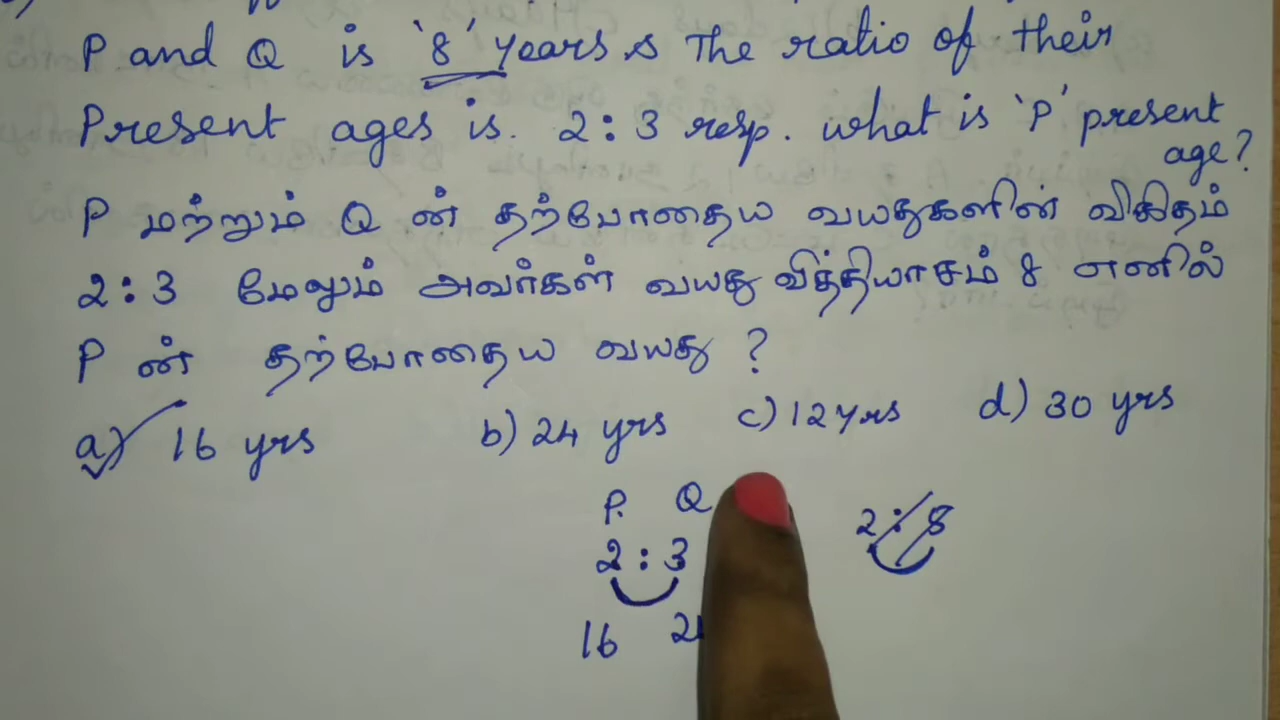 P and Q is '8' years & The ratio of their
Present ages is. 2:3 resp. what is 'P' present
age?
P மற்றும் Q ன் தற்போதைய வயதுகளின் விகிதம்
2:3 மேலும் அவர்கள் வயது வித்தியாசம் 8 எனில்
P ன் தற்போதைய வயது ?
a) 16 yrs b) 24 yrs c) 12 yrs d) 30 yrs
P. Q
2:3 2:8
16